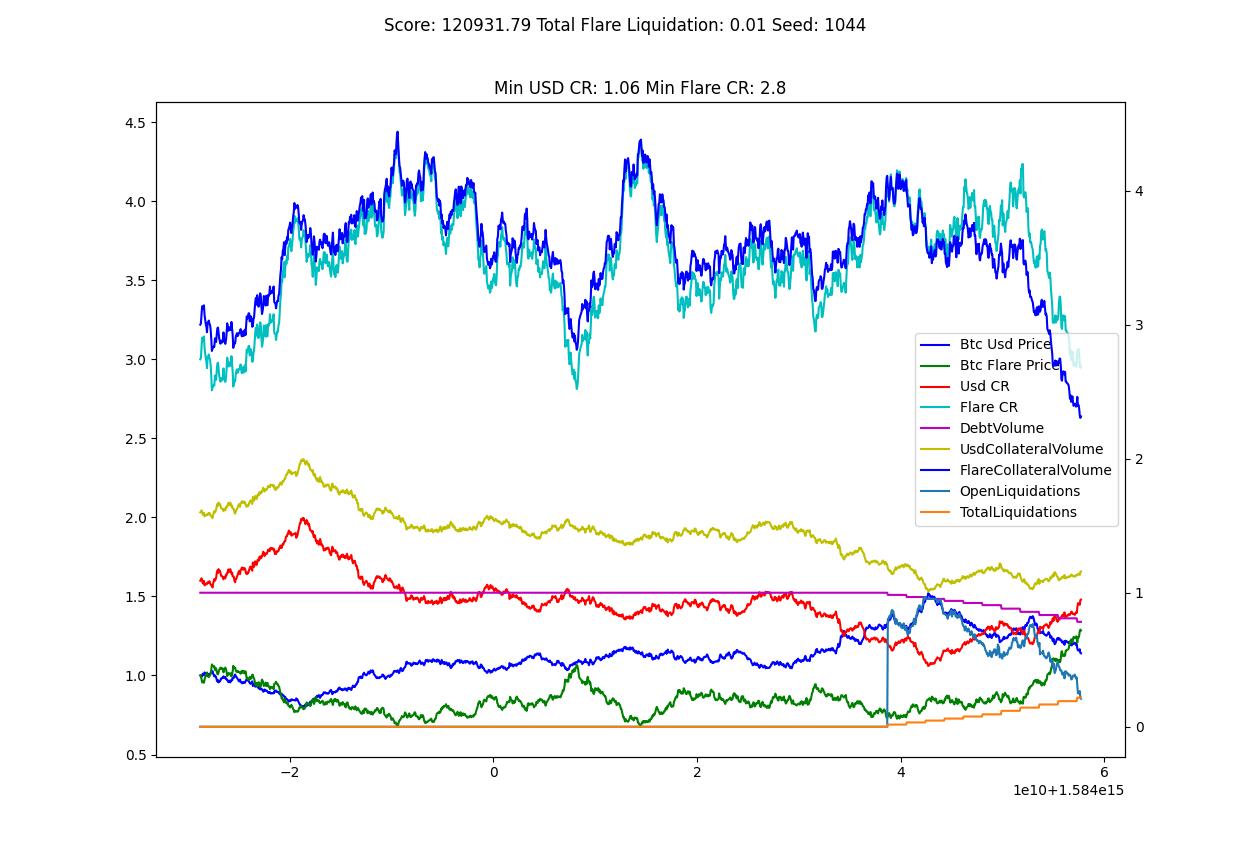 Score: 120931.79 Total Flare Liquidation: 0.01 Seed: 1044
Min USD CR: 1.06 Min Flare CR: 2.8
4.5
4.0
3.5
3.0
2.5
2.0
1.5
1.0
0.5
4
3
2
1
0
Btc Usd Price
Btc Flare Price
Usd CR
Flare CR
DebtVolume
UsdCollateralVolume
FlareCollateralVolume
OpenLiquidations
TotalLiquidations
−2 0 2 4 6
1e10+1.584e15